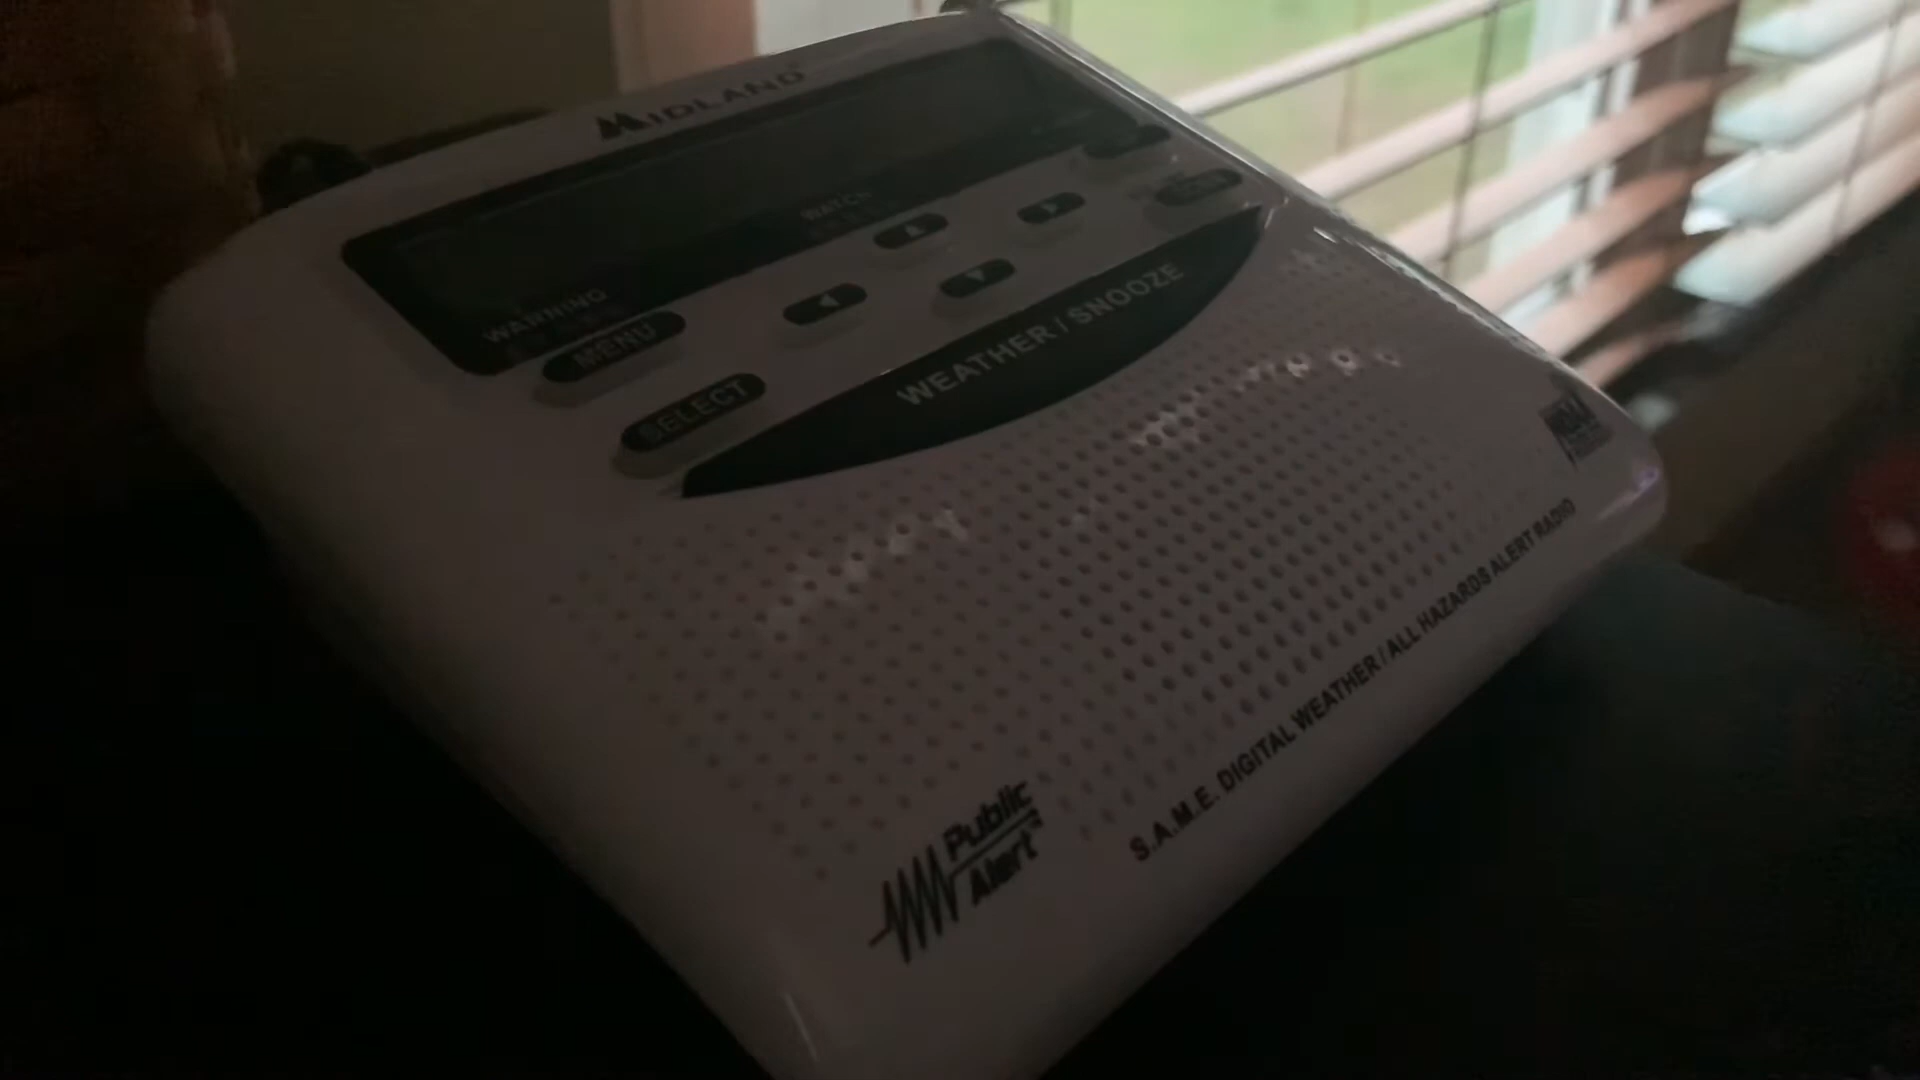 MIDLAND
WATCH
WARNING
MENU
SELECT
WEATHER / SNOOZE
Public
Alert
S.A.M.E. DIGITAL WEATHER / ALL HAZARDS ALERT RADIO